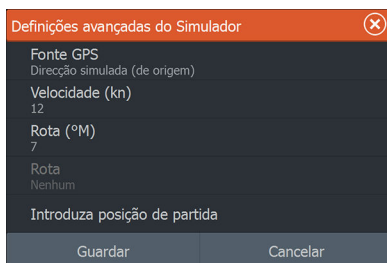 Definições avançadas do Simulador
Fonte GPS
Direcção simulada (de origem)
Velocidade (kn)
12
Rota (°M)
7
Rota
Nenhum
Introduza posição de partida
Guardar Cancelar